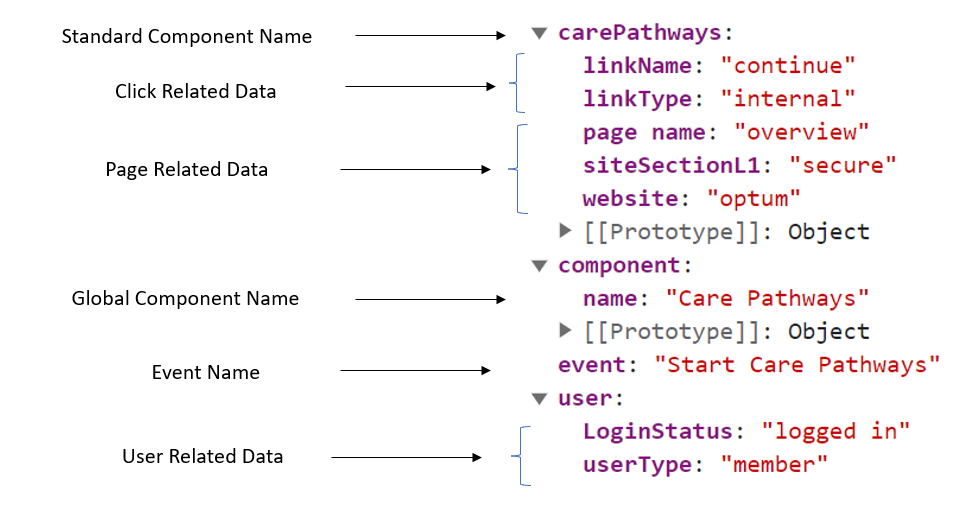 Standard Component Name
carePathways:
linkName: "continue"
Click Related Data
linkType: "internal"
page name: "overview"
Page Related Data
siteSectionL1: "secure"
website: "optum"
[[Prototype]]: Object
component:
Global Component Name
name: "Care Pathways"
[[Prototype]]: Object
Event Name
event: "Start Care Pathways"
user:
LoginStatus: "logged in"
User Related Data
userType: "member"